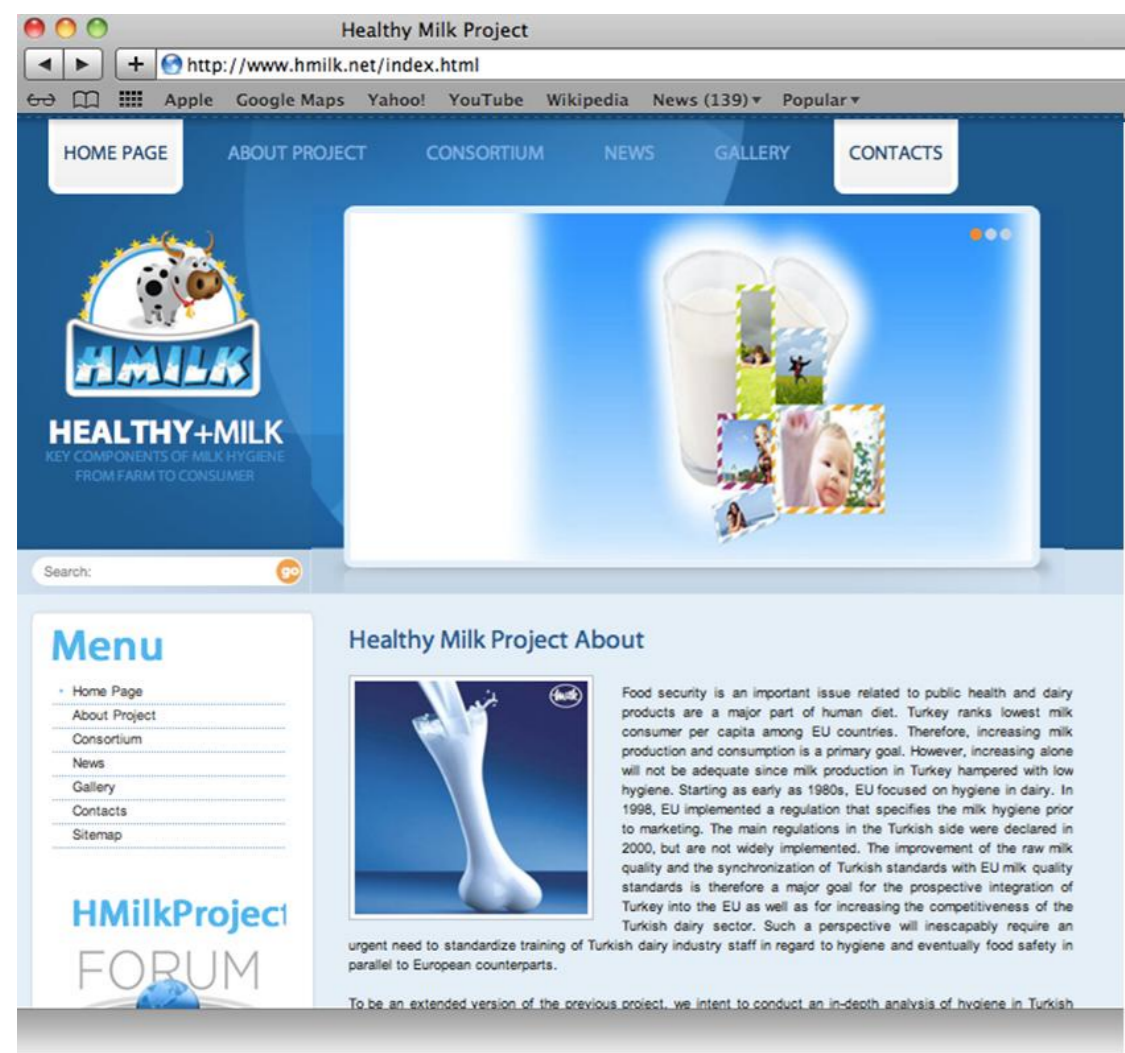 Healthy Milk Project
http://www.hmilk.net/index.html
Apple Google Maps Yahoo! YouTube Wikipedia News (139) Popular
HOME PAGE ABOUT PROJECT CONSORTIUM NEWS GALLERY CONTACTS
HMILK
HEALTHY+MILK
KEY COMPONENTS OF MILK HYGIENE
FROM FARM TO CONSUMER
Search: go
Menu
Home Page
About Project
Consortium
News
Gallery
Contacts
Sitemap
HMilkProject
FORUM
Healthy Milk Project About
Food security is an important issue related to public health and dairy
products are a major part of human diet. Turkey ranks lowest milk
consumer per capita among EU countries. Therefore, increasing milk
production and consumption is a primary goal. However, increasing alone
will not be adequate since milk production in Turkey hampered with low
hygiene. Starting as early as 1980s, EU focused on hygiene in dairy. In
1998, EU implemented a regulation that specifies the milk hygiene prior
to marketing. The main regulations in the Turkish side were declared in
2000, but are not widely implemented. The improvement of the raw milk
quality and the synchronization of Turkish standards with EU milk quality
standards is therefore a major goal for the prospective integration of
Turkey into the EU as well as for increasing the competitiveness of the
Turkish dairy sector. Such a perspective will inescapably require an
urgent need to standardize training of Turkish dairy industry staff in regard to hygiene and eventually food safety in
parallel to European counterparts.
To be an extended version of the previous project, we intent to conduct an in-depth analysis of hygiene in Turkish